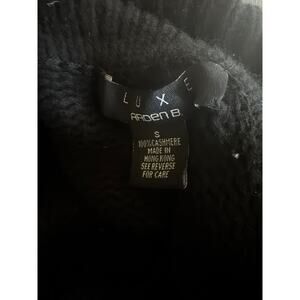 LUXE
ARDEN B.
S
100% CASHMERE
MADE IN
HONG KONG
SEE REVERSE
FOR CARE